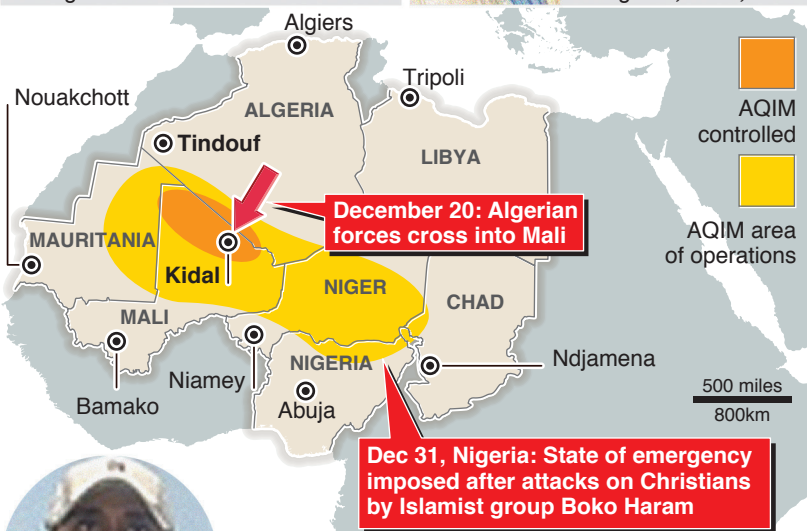 Algiers
Tripoli
Nouakchott
ALGERIA
AQIM
controlled
Tindouf
LIBYA
December 20: Algerian
forces cross into Mali
AQIM area
of operations
MAURITANIA
Kidal
NIGER
CHAD
MALI
NIGERIA
Ndjamena
Niamey
Bamako
Abuja
500 miles
800km
Dec 31, Nigeria: State of emergency
imposed after attacks on Christians
by Islamist group Boko Haram